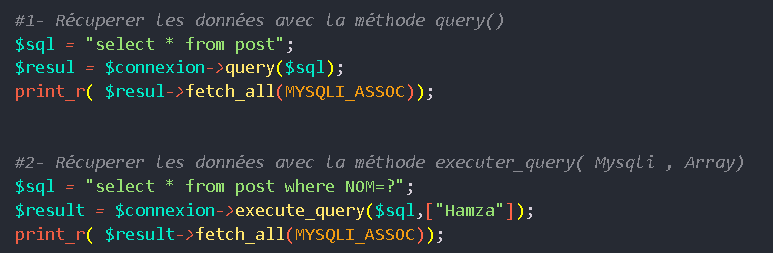 #1- Récuperer les données avec la méthode query()
$sql = "select * from post";
$resul = $connexion->query($sql);
print_r( $resul->fetch_all(MYSQLI_ASSOC));
#2- Récuperer les données avec la méthode executer_query( Mysqli , Array)
$sql = "select * from post where NOM=?";
$result = $connexion->execute_query($sql,["Hamza"]);
print_r( $result->fetch_all(MYSQLI_ASSOC));